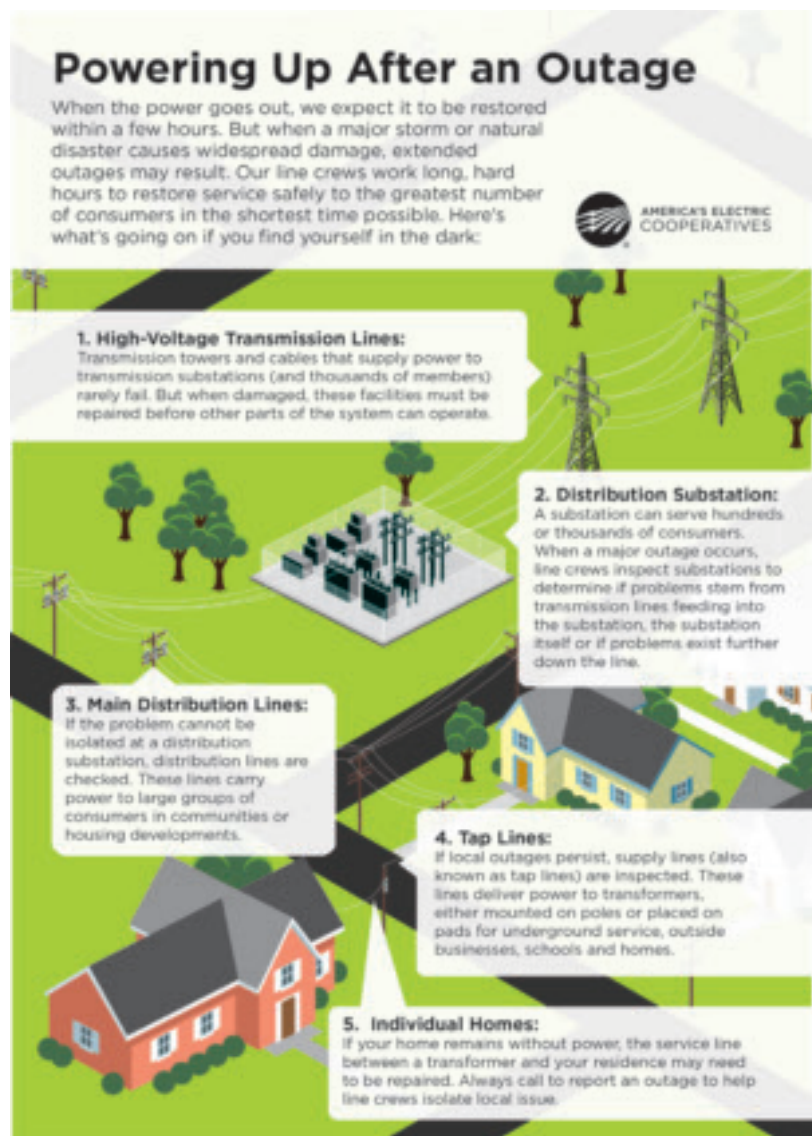 Powering Up After an Outage
When the power goes out, we expect it to be restored
within a few hours. But when a major storm or natural
disaster causes widespread damage, extended
outages may result. Our line crews work long, hard
hours to restore service safely to the greatest number
of consumers in the shortest time possible. Here's
what's going on if you find yourself in the dark:
AMERICA'S ELECTRIC
COOPERATIVES
1. High-Voltage Transmission Lines:
Transmission towers and cables that supply power to
transmission substations (and thousands of members)
rarely fail. But when damaged, these facilities must be
repaired before other parts of the system can operate.
2. Distribution Substation:
A substation can serve hundreds
or thousands of consumers.
When a major outage occurs,
line crews inspect substations to
determine if problems stem from
transmission lines feeding into
the substation, the substation
itself or if problems exist further
down the line.
3. Main Distribution Lines:
If the problem cannot be
isolated at a distribution
substation, distribution lines are
checked. These lines carry
power to large groups of
consumers in communities or
housing developments.
4. Tap Lines:
If local outages persist, supply lines (also
known as tap lines) are inspected. These
lines deliver power to transformers,
either mounted on poles or placed on
pads for underground service, outside
businesses, schools and homes.
5. Individual Homes:
If your home remains without power, the service line
between a transformer and your residence may need
to be repaired. Always call to report an outage to help
line crews isolate local issue.